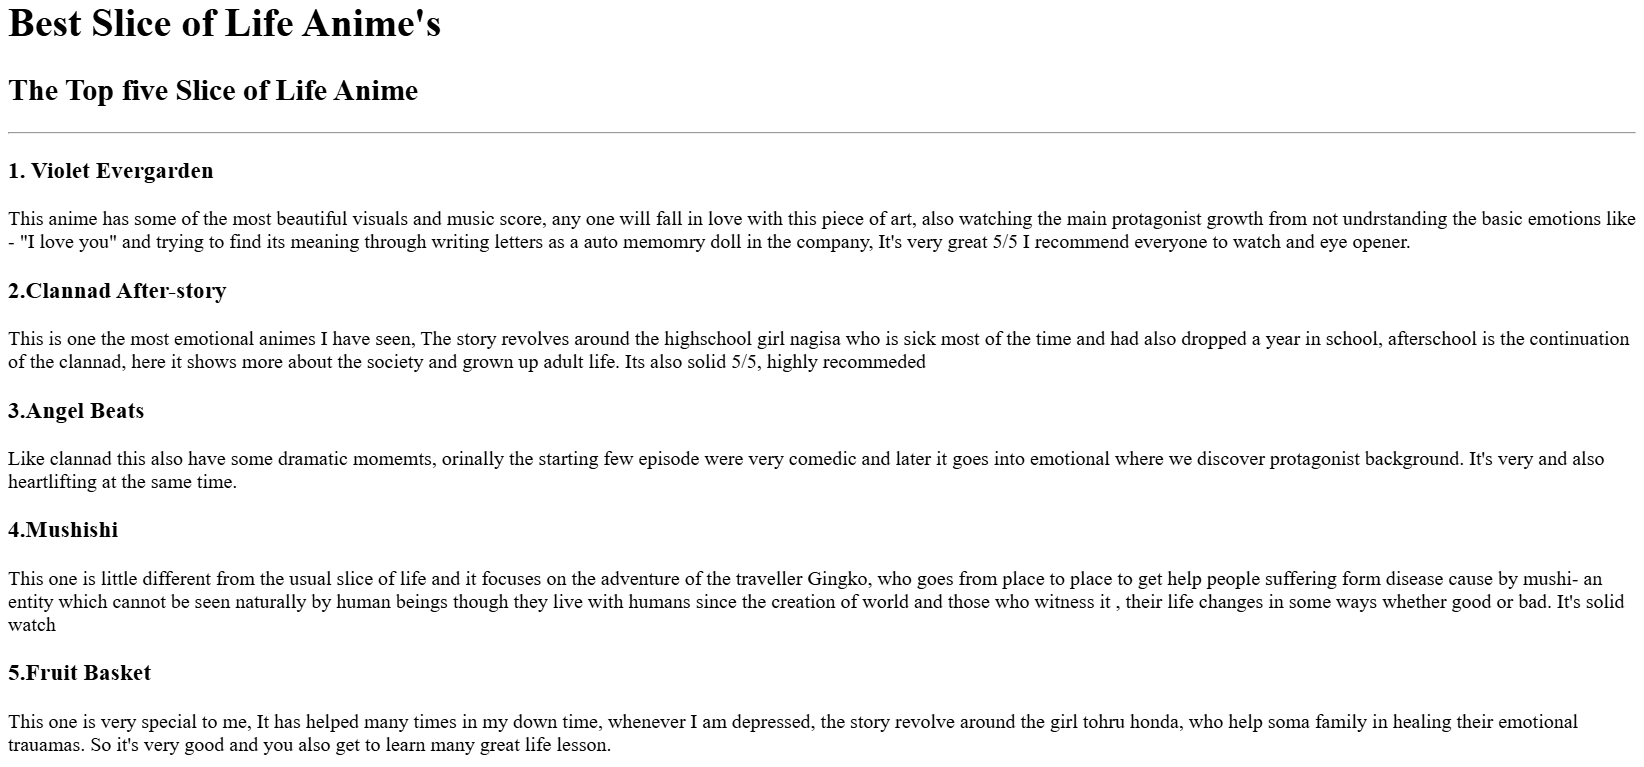 Best Slice of Life Anime's
The Top five Slice of Life Anime
1. Violet Evergarden
This anime has some of the most beautiful visuals and music score, any one will fall in love with this piece of art, also watching the main protagonist growth from not undrstanding the basic emotions like
- "I love you" and trying to find its meaning through writing letters as a auto memomry doll in the company, It's very great 5/5 I recommend everyone to watch and eye opener.
2.Clannad After-story
This is one the most emotional animes I have seen, The story revolves around the highschool girl nagisa who is sick most of the time and had also dropped a year in school, afterschool is the continuation
of the clannad, here it shows more about the society and grown up adult life. Its also solid 5/5, highly recommeded
3.Angel Beats
Like clannad this also have some dramatic momemts, orinally the starting few episode were very comedic and later it goes into emotional where we discover protagonist background. It's very and also
heartlifting at the same time.
4.Mushishi
This one is little different from the usual slice of life and it focuses on the adventure of the traveller Gingko, who goes from place to place to get help people suffering form disease cause by mushi- an
entity which cannot be seen naturally by human beings though they live with humans since the creation of world and those who witness it , their life changes in some ways whether good or bad. It's solid
watch
5.Fruit Basket
This one is very special to me, It has helped many times in my down time, whenever I am depressed, the story revolve around the girl tohru honda, who help soma family in healing their emotional
trauamas. So it's very good and you also get to learn many great life lesson.